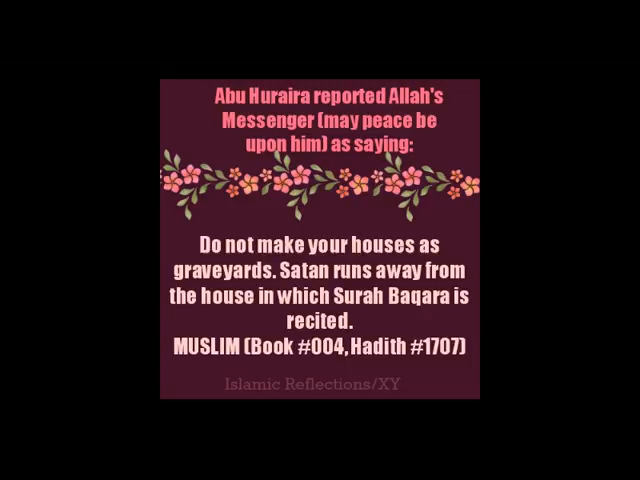 Abu Huraira reported Allah's
Messenger (may peace be
upon him) as saying:
Do not make your houses as
graveyards. Satan runs away from
the house in which Surah Baqara is
recited.
MUSLIM (Book #004, Hadith #1707)
Islamic Reflections/XY